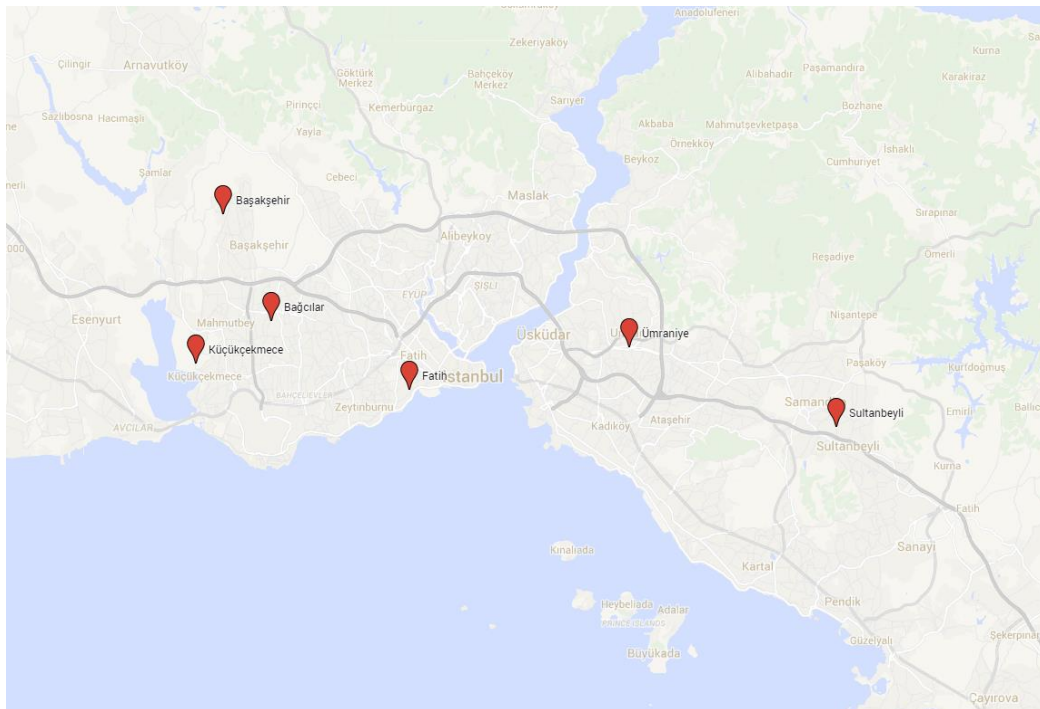 Anadolufeneri
Zekeriyaköy
Kurna
Çilingir
Arnavutköy
Göktürk
Merkez
Bahçeköy
Merkez
Paşamandıra
Alibahadır
Karakiraz
Pirinççi
Kemerburgaz
Sarıyer
Bozhane
Sazlıbosna
Hacımaşlı
Yayla
Akbaba
Mahmutşevketpaşa
Örnekköy
İshaklı
Beykoz
Cumhuriyet
Şamlar
Cebeci
Maslak
Başakşehir
Sırapınar
Alibeyköy
Başakşehir
Ömerli
Reşadiye
EYÜP
ŞİŞLİ
Bağcılar
Nişantepe
Esenyurt
Mahmutbey
Üsküdar
Ümraniye
Küçükçekmece
Fatih
Paşaköy
Kurfdoğmuş
Küçükçekmece
Fatih
stanbul
BAHÇELİEVLER
Zeytinburnu
Samand
Sultanbeyli
Emirli
AVCILAR
Kadıköy
Ataşehir
Sultanbeyli
Kurna
Fatih
Sanayi
Kınalıada
Kartal
Heybeliada
Adalar
Pendik
PRINCE ISLANDS
Büyükada
Güzelyalı
Şekerpınar
Çayırova